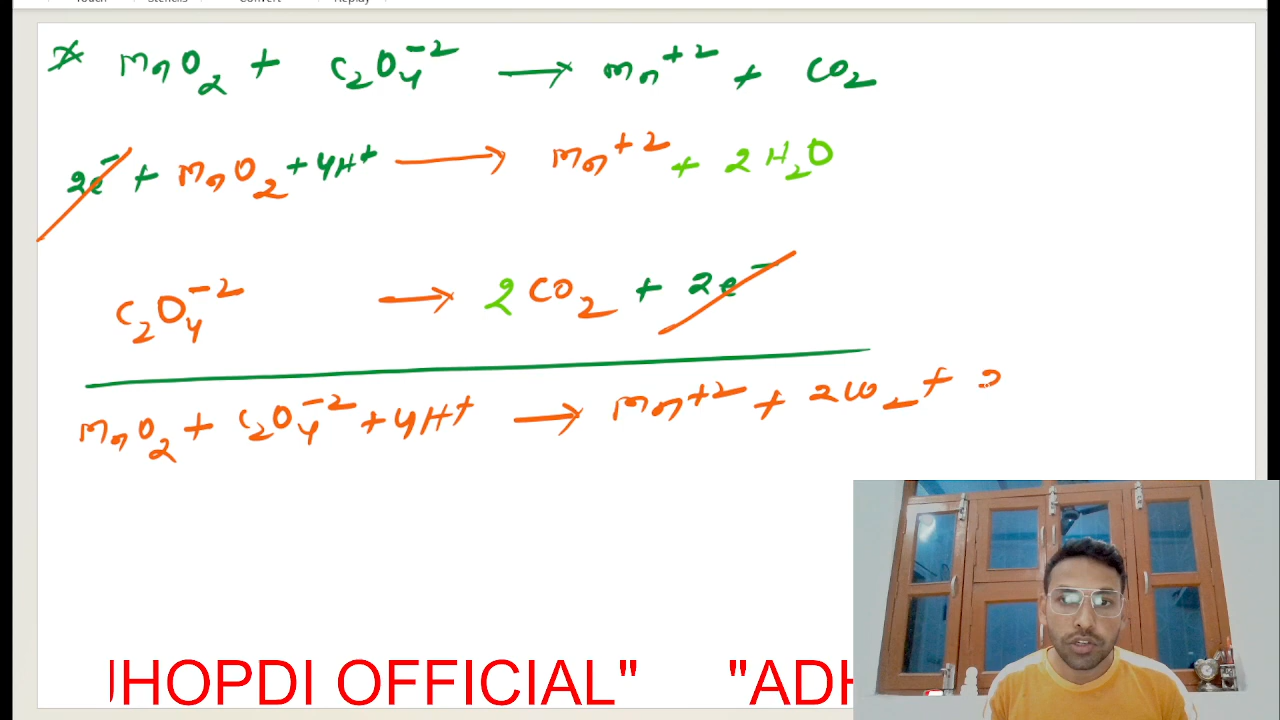 MnO2 + C2O4^-2 → Mn^+2 + CO2
2e^- + MnO2 + 4H^+ → Mn^+2 + 2H2O
C2O4^-2 → 2CO2 + 2e^-
MnO2 + C2O4^-2 + 4H^+ → Mn^+2 + 2CO2 +
JHOPDI OFFICIAL" "ADH